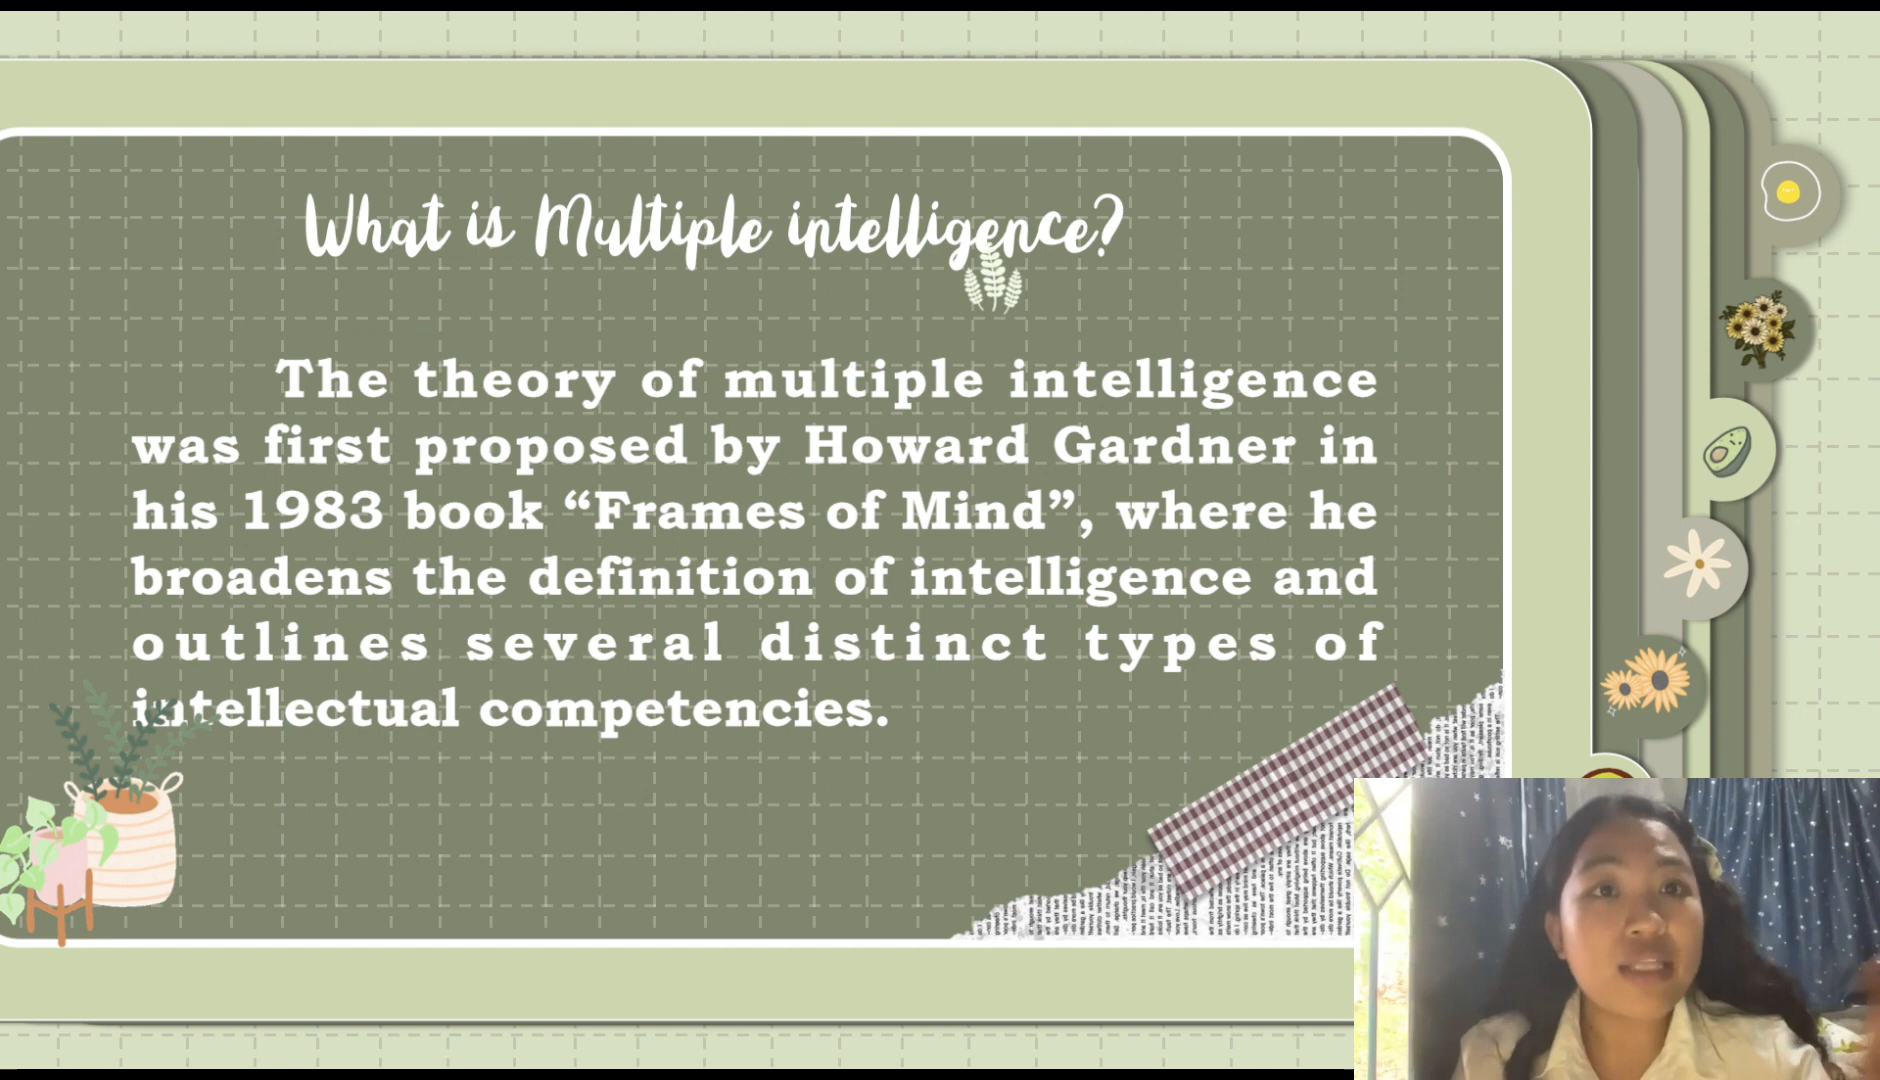 What is Multiple intelligence?
The theory of multiple intelligence
was first proposed by Howard Gardner in
his 1983 book “Frames of Mind”, where he
broadens the definition of intelligence and
outlines several distinct types of
intellectual competencies.